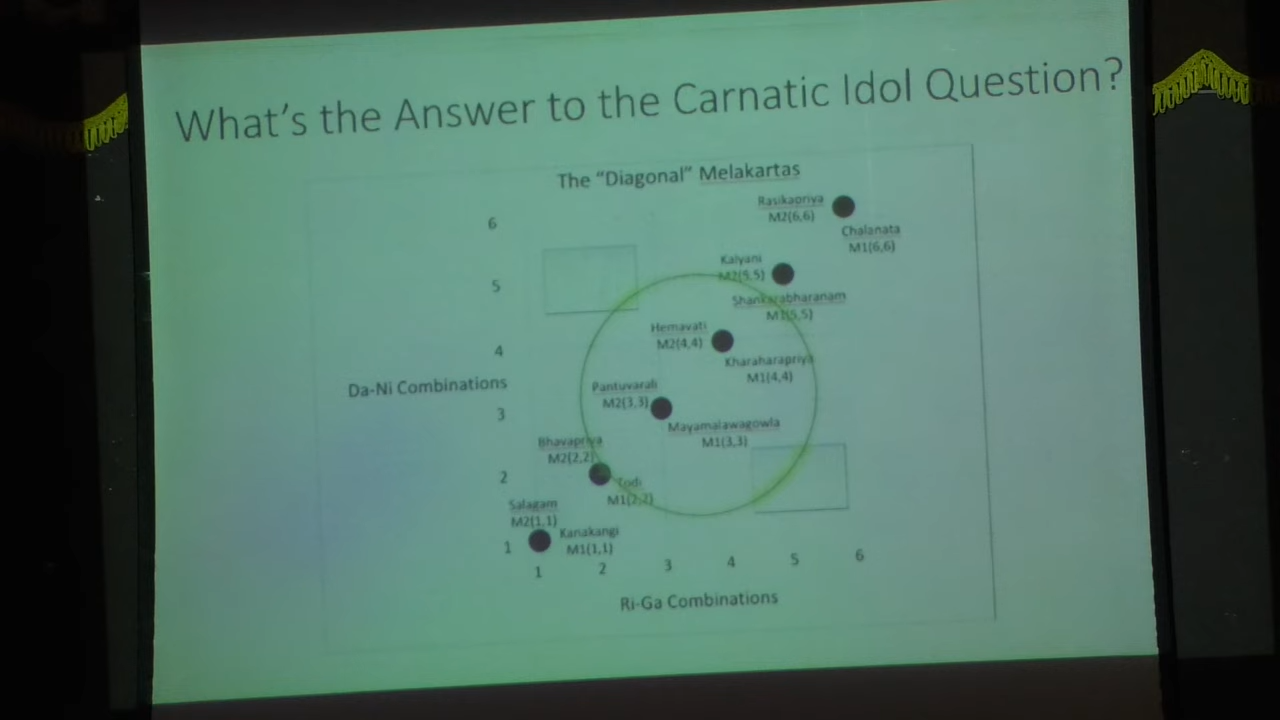 What's the Answer to the Carnatic Idol Question?
The "Diagonal" Melakartas
6
Rasikapriya
M2(6,6)
Chalanata
M1(6,6)
5
Kalyani
M2(5,5)
Shankarabharanam
M1(5,5)
4
Hemavati
M2(4,4)
Kharaharapriya
M1(4,4)
Da-Ni Combinations
3
Pantuvarali
M2(3,3)
Mayamalawagowla
M1(3,3)
2
Bhavapriya
M2(2,2)
Todi
M1(2,2)
1
Salagam
M2(1,1)
Kanakangi
M1(1,1)
1 2 3 4 5 6
Ri-Ga Combinations